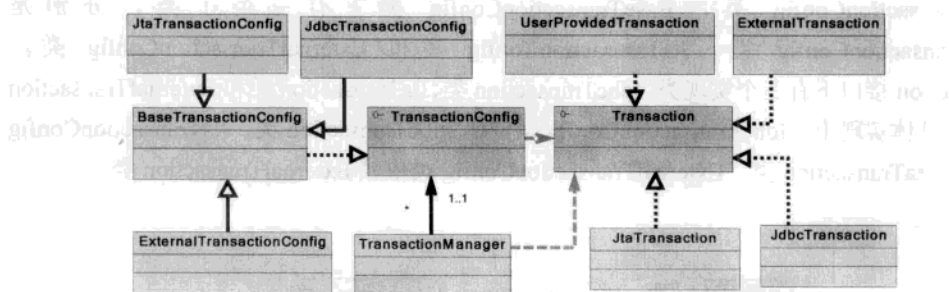 JtaTransactionConfig
JdbcTransactionConfig
UserProvidedTransaction
ExternalTransaction
BaseTransactionConfig
TransactionConfig
Transaction
1..1
*
ExternalTransactionConfig
TransactionManager
JtaTransaction
JdbcTransaction